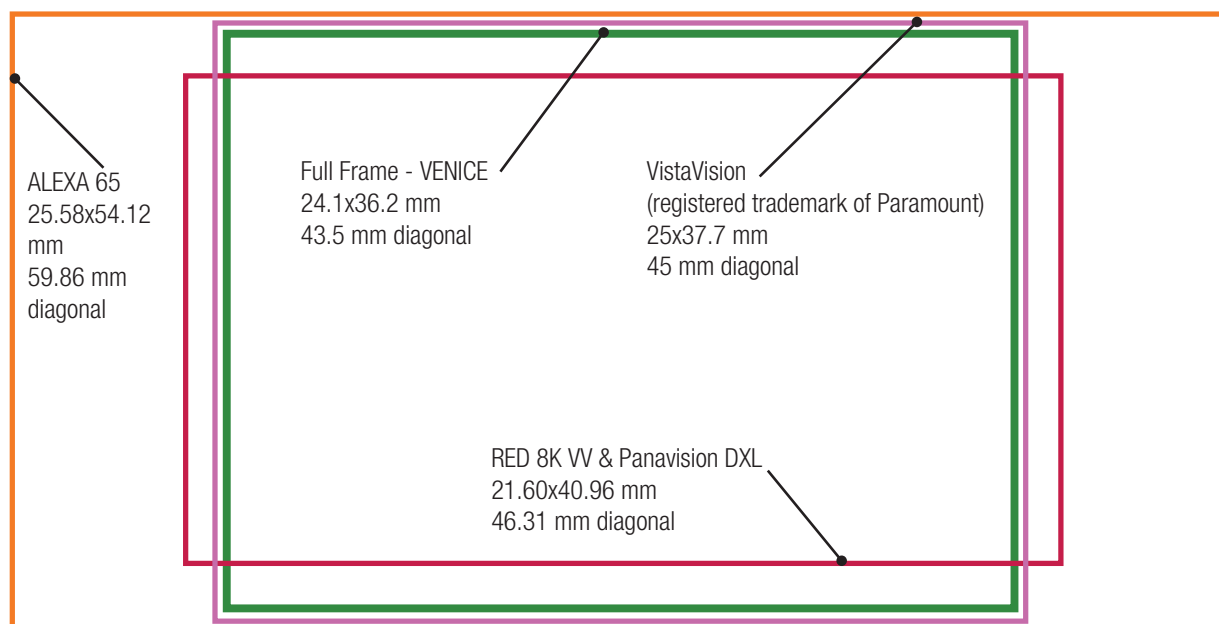 ALEXA 65
25.58x54.12
mm
59.86 mm
diagonal
Full Frame - VENICE
24.1x36.2 mm
43.5 mm diagonal
VistaVision
(registered trademark of Paramount)
25x37.7 mm
45 mm diagonal
RED 8K VV & Panavision DXL
21.60x40.96 mm
46.31 mm diagonal